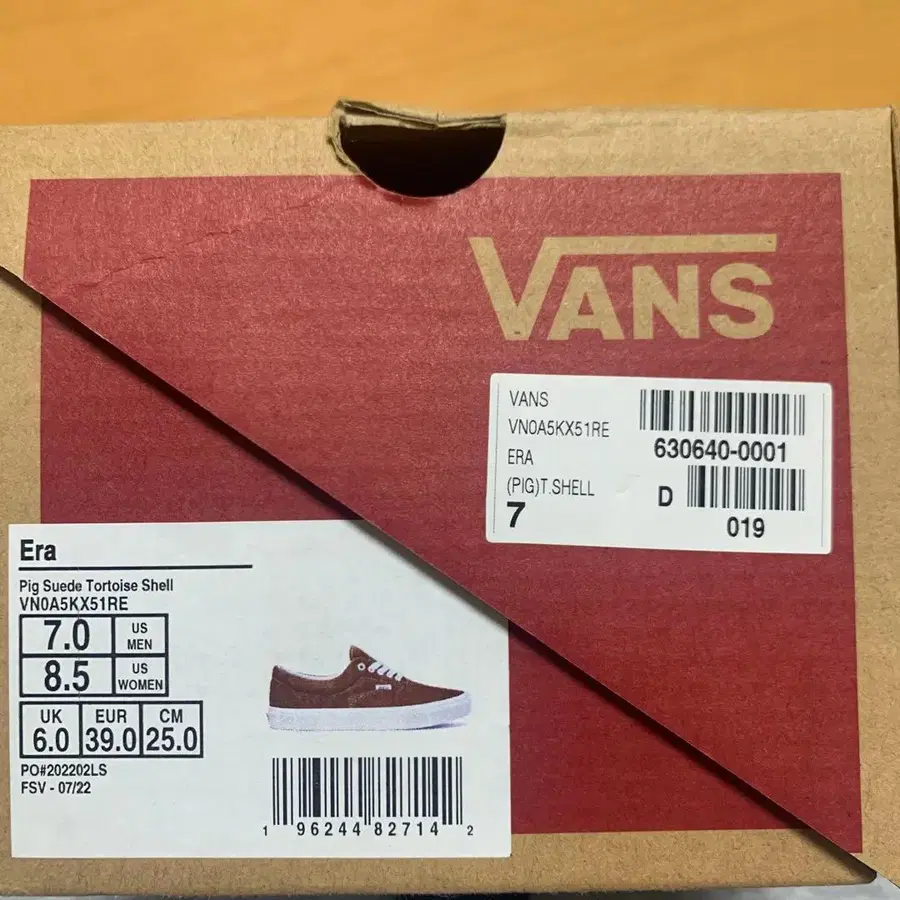 VANS
VANS
VN0A5KX51RE
630640-0001
ERA
(PIG)T.SHELL
D
7
019
Era
Pig Suede Tortoise Shell
VN0A5KX51RE
7.0 US MEN
8.5 US WOMEN
UK EUR CM
6.0 39.0 25.0
PO#202202LS
FSV - 07/22
1 96244 82714 2